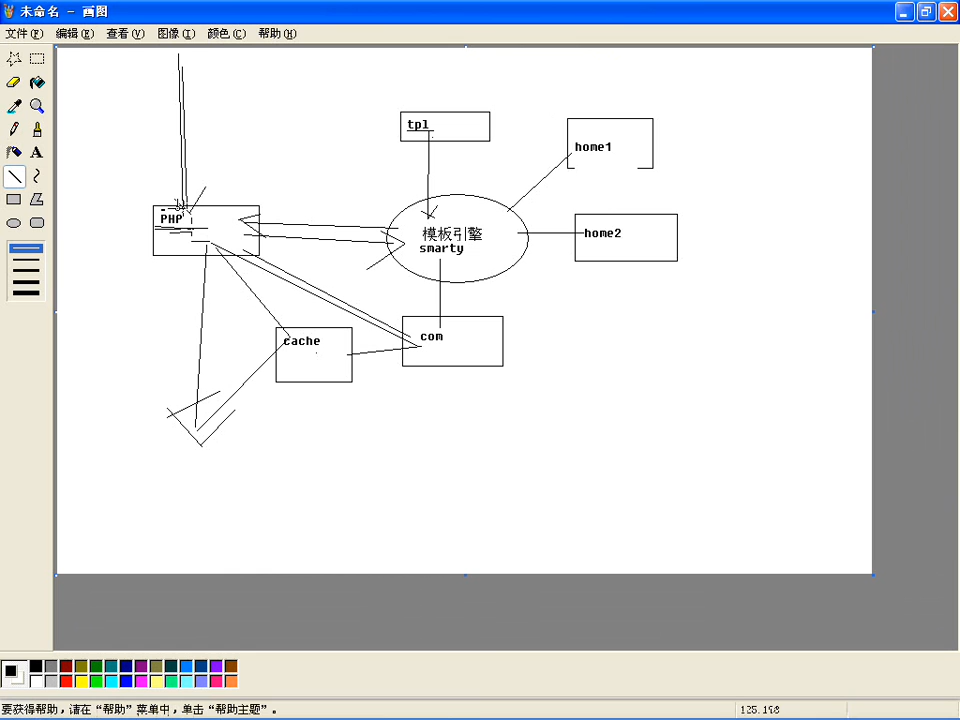 未命名 - 画图
文件(F) 编辑(E) 查看(V) 图像(I) 颜色(C) 帮助(H)
tpl
home1
PHP
模板引擎
smarty
home2
cache
com
要获得帮助，请在“帮助”菜单中，单击“帮助主题”。